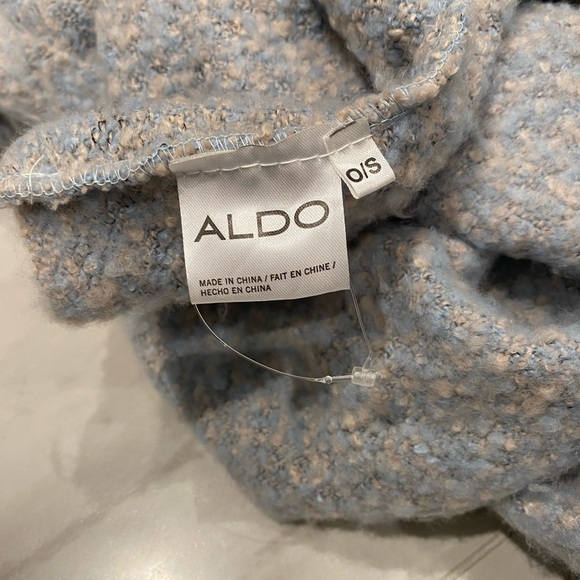 ALDO
O/S
MADE IN CHINA / FAIT EN CHINE /
HECHO EN CHINA